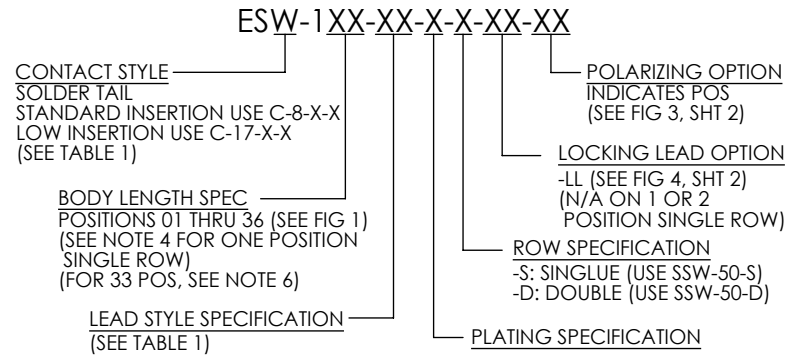 ESW-1XX-XX-X-X-XX-XX
CONTACT STYLE
SOLDER TAIL
STANDARD INSERTION USE C-8-X-X
LOW INSERTION USE C-17-X-X
(SEE TABLE 1)
BODY LENGTH SPEC
POSITIONS 01 THRU 36 (SEE FIG 1)
(SEE NOTE 4 FOR ONE POSITION
SINGLE ROW)
(FOR 33 POS, SEE NOTE 6)
LEAD STYLE SPECIFICATION
(SEE TABLE 1)
POLARIZING OPTION
INDICATES POS
(SEE FIG 3, SHT 2)
LOCKING LEAD OPTION
-LL (SEE FIG 4, SHT 2)
(N/A ON 1 OR 2
POSITION SINGLE ROW)
ROW SPECIFICATION
-S: SINGLUE (USE SSW-50-S)
-D: DOUBLE (USE SSW-50-D)
PLATING SPECIFICATION